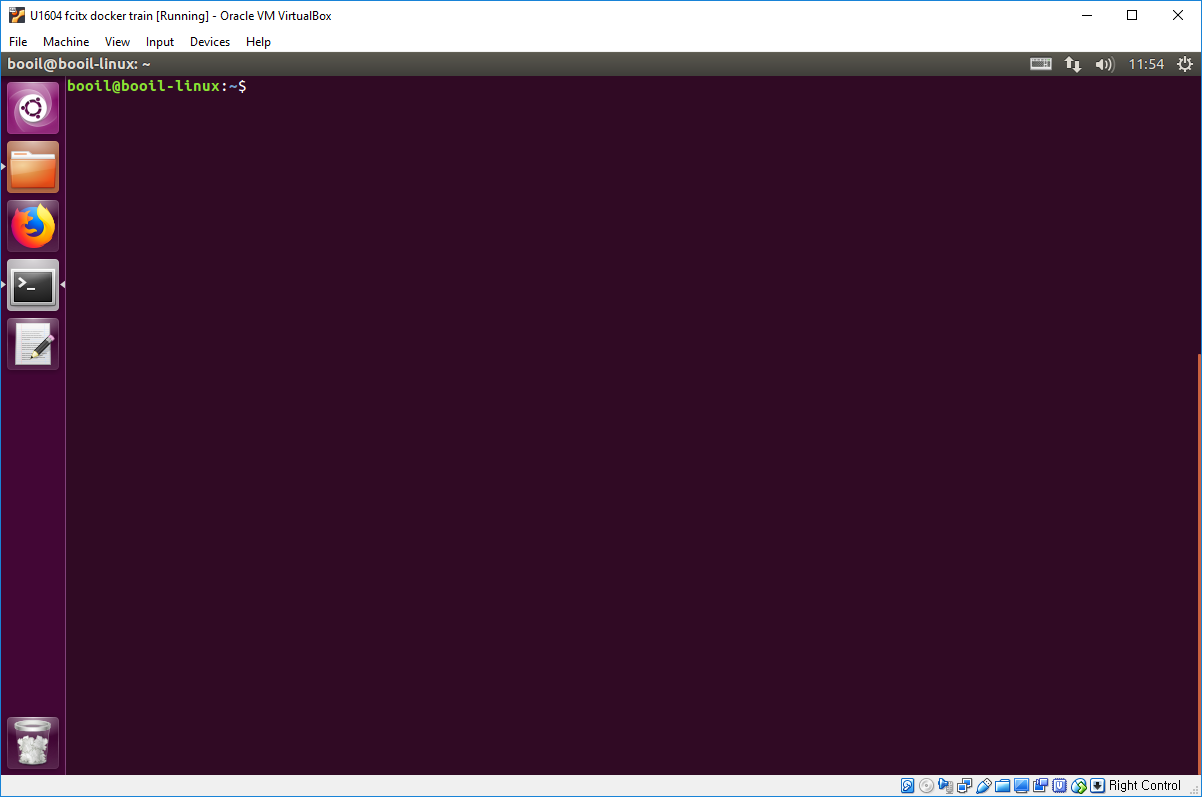 U1604 fcitx docker train [Running] - Oracle VM VirtualBox
File Machine View Input Devices Help
booil@booil-linux: ~ 11:54
booil@booil-linux:~$
>_
Right Control